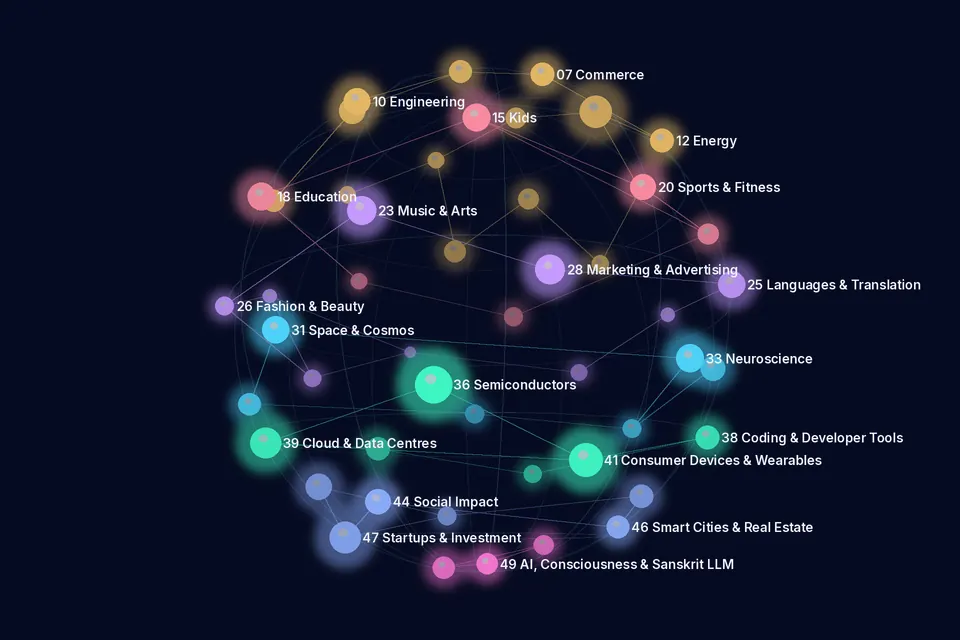 07 Commerce
10 Engineering
15 Kids
12 Energy
20 Sports & Fitness
18 Education
23 Music & Arts
28 Marketing & Advertising
25 Languages & Translation
26 Fashion & Beauty
31 Space & Cosmos
33 Neuroscience
36 Semiconductors
38 Coding & Developer Tools
39 Cloud & Data Centres
41 Consumer Devices & Wearables
44 Social Impact
46 Smart Cities & Real Estate
47 Startups & Investment
49 AI, Consciousness & Sanskrit LLM